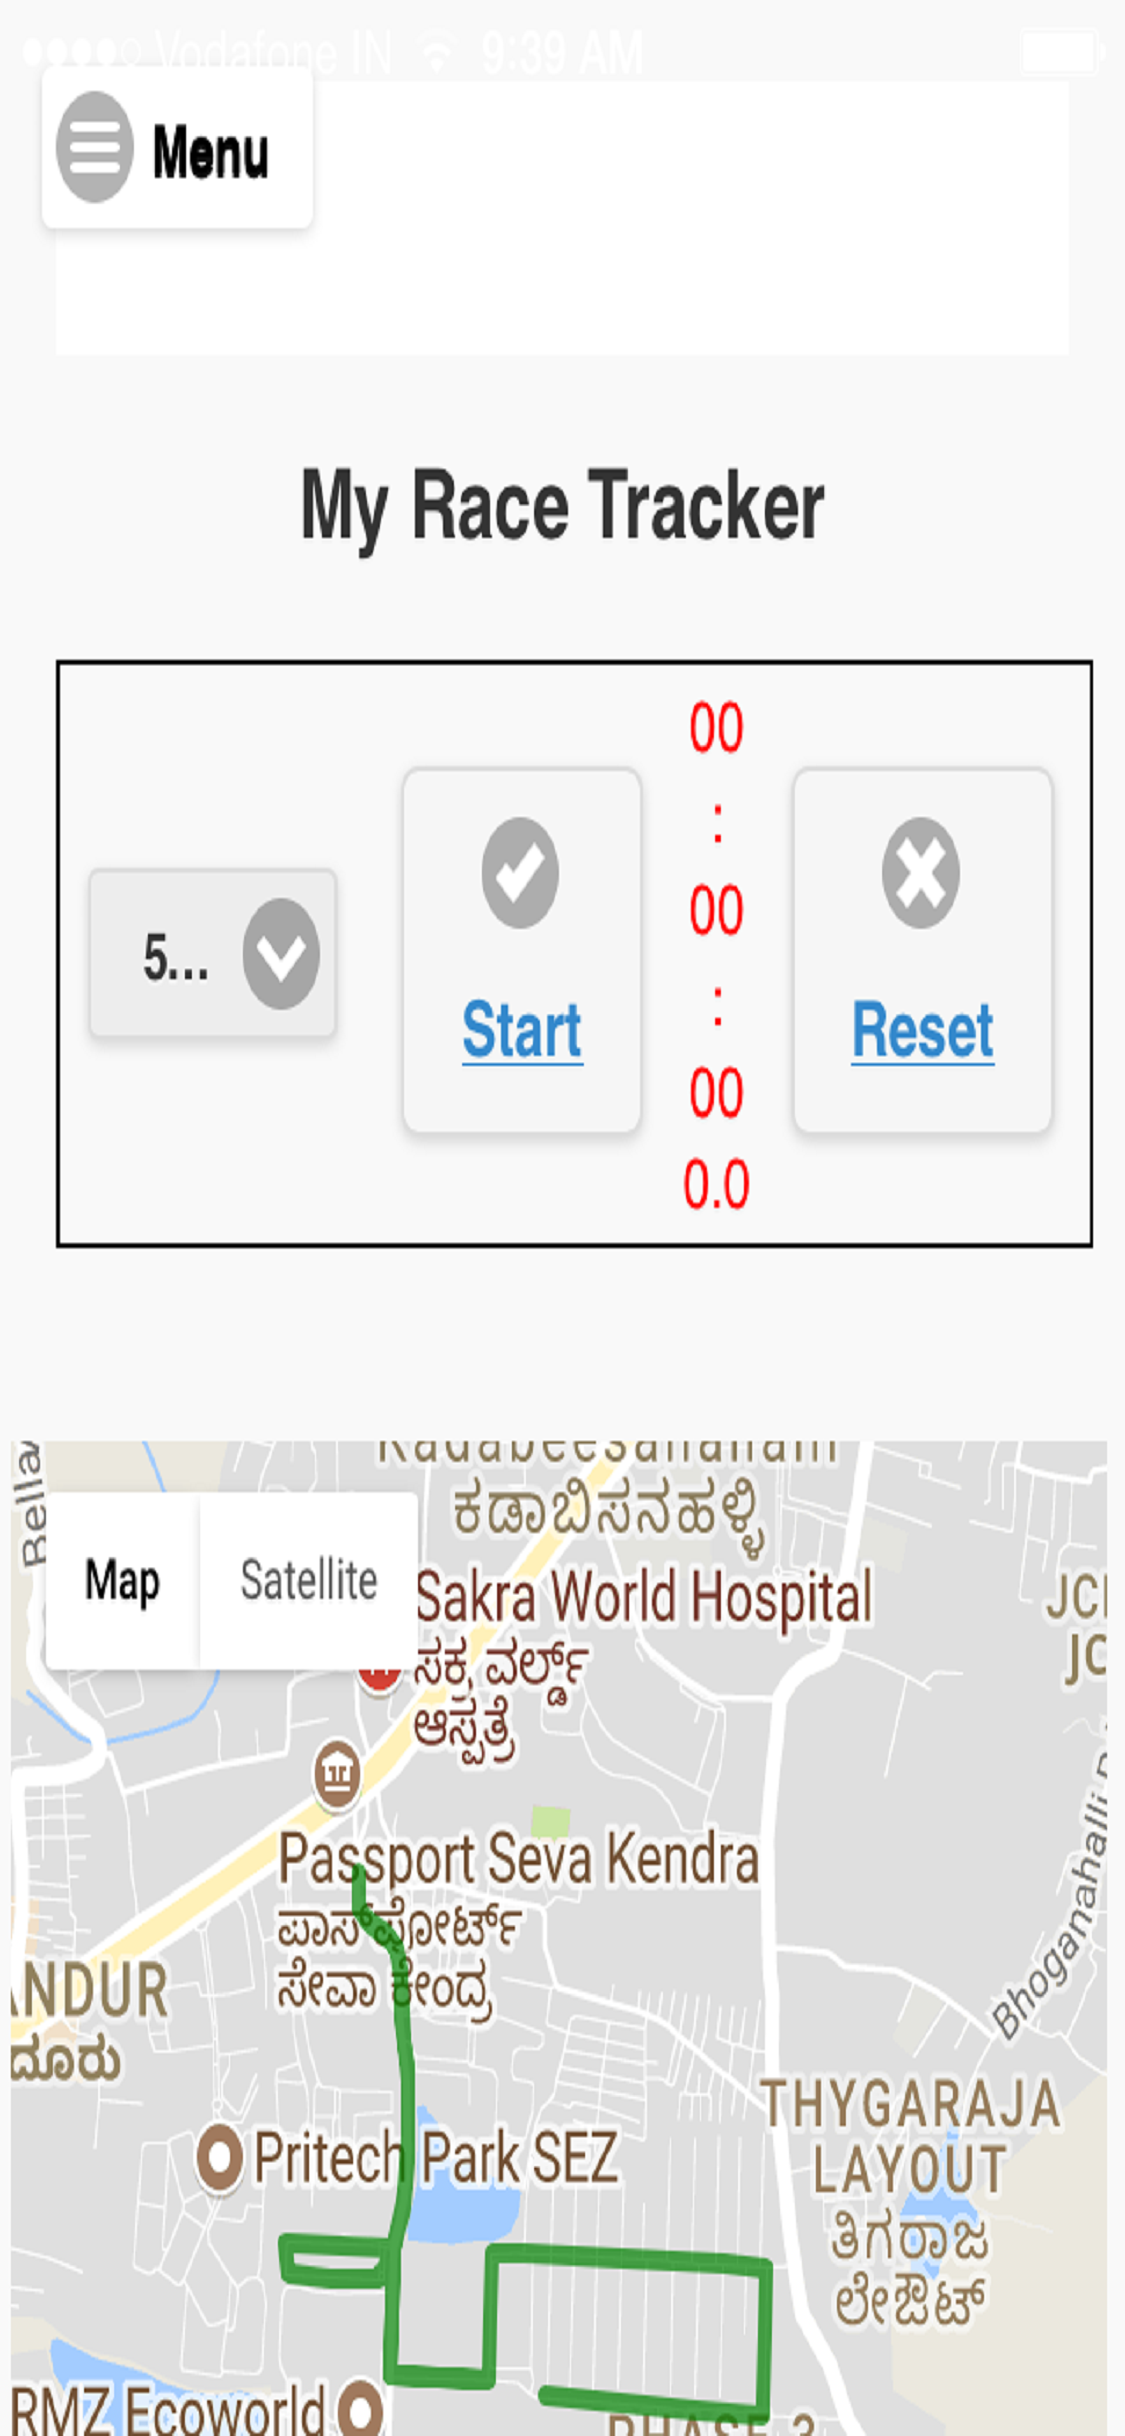 Vodafone IN 9:39 AM
Menu
My Race Tracker
00
:
00
:
00
0.0
5...
Start
Reset
Map
Satellite
Bella
Kadabeesanahalli
ಕಡಾಬಿಸನಹಳ್ಳಿ
Sakra World Hospital
ಸಕ್ರ ವರ್ಲ್ಡ್
ಆಸ್ಪತ್ರೆ
JC
JC
Passport Seva Kendra
ಪಾಸ್‌ಪೋರ್ಟ್
ಸೇವಾ ಕೇಂದ್ರ
Bhoganahalli
NDUR
ದೂರು
THYGARAJA
LAYOUT
ತಿಗರಾಜ
ಲೇಔಟ್
Pritech Park SEZ
RMZ Ecoworld
PHASE 3